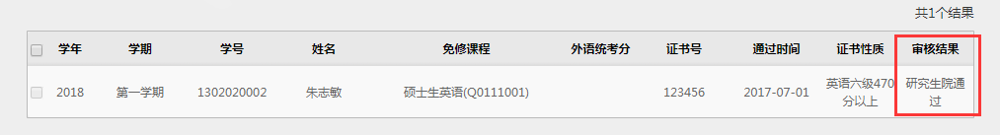 共1个结果
学年 学期 学号 姓名 免修课程 外语统考分 证书号 通过时间 证书性质 审核结果
2018 第一学期 1302020002 朱志敏 硕士生英语(Q0111001) 123456 2017-07-01 英语六级470分以上 研究生院通过